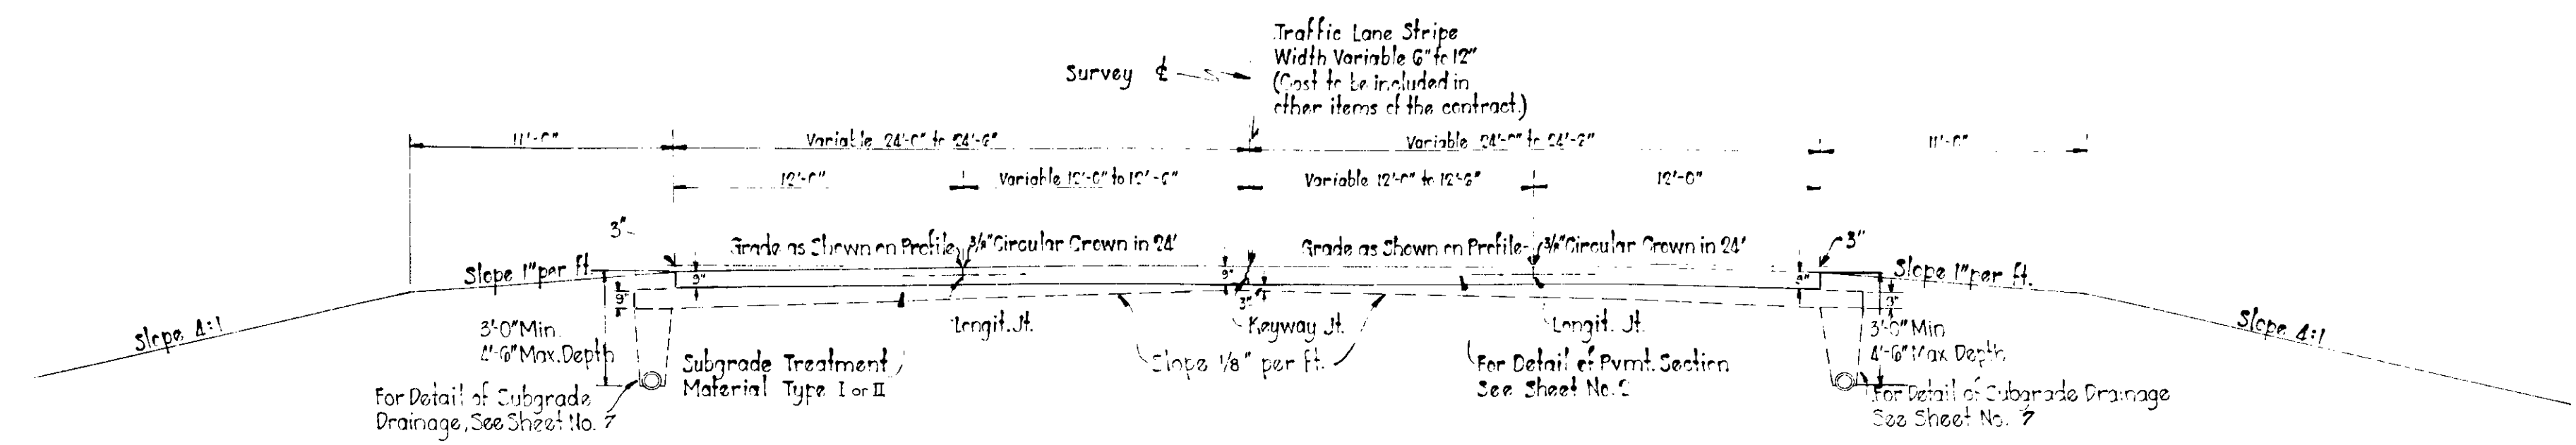 Traffic Lane Stripe
Width Variable 6" to 12"
(Cost to be included in
other items of the contract.)
Survey ℄
11'-0"
Variable 24'-0" to 24'-6"
Variable 24'-0" to 24'-6"
11'-0"
12'-0"
Variable 12'-0" to 12'-6"
Variable 12'-0" to 12'-6"
12'-0"
3"
Grade as Shown on Profile
3/8" Circular Crown in 24'
Grade as Shown on Profile
3/8" Circular Crown in 24'
3"
Slope 1" per ft.
9"
9"
9"
Slope 1" per ft.
9"
3"
9"
Slope 4:1
3'-0" Min.
4'-6" Max. Depth
Longit. Jt.
Keyway Jt.
Longit. Jt.
3'-0" Min
4'-6" Max Depth
Slope 4:1
Subgrade Treatment
Material Type I or II
Slope 1/8" per ft.
For Detail of Pvmt. Section
See Sheet No.
For Detail of Subgrade
Drainage, See Sheet No. 7
For Detail of Subgrade Drainage
See Sheet No. 7